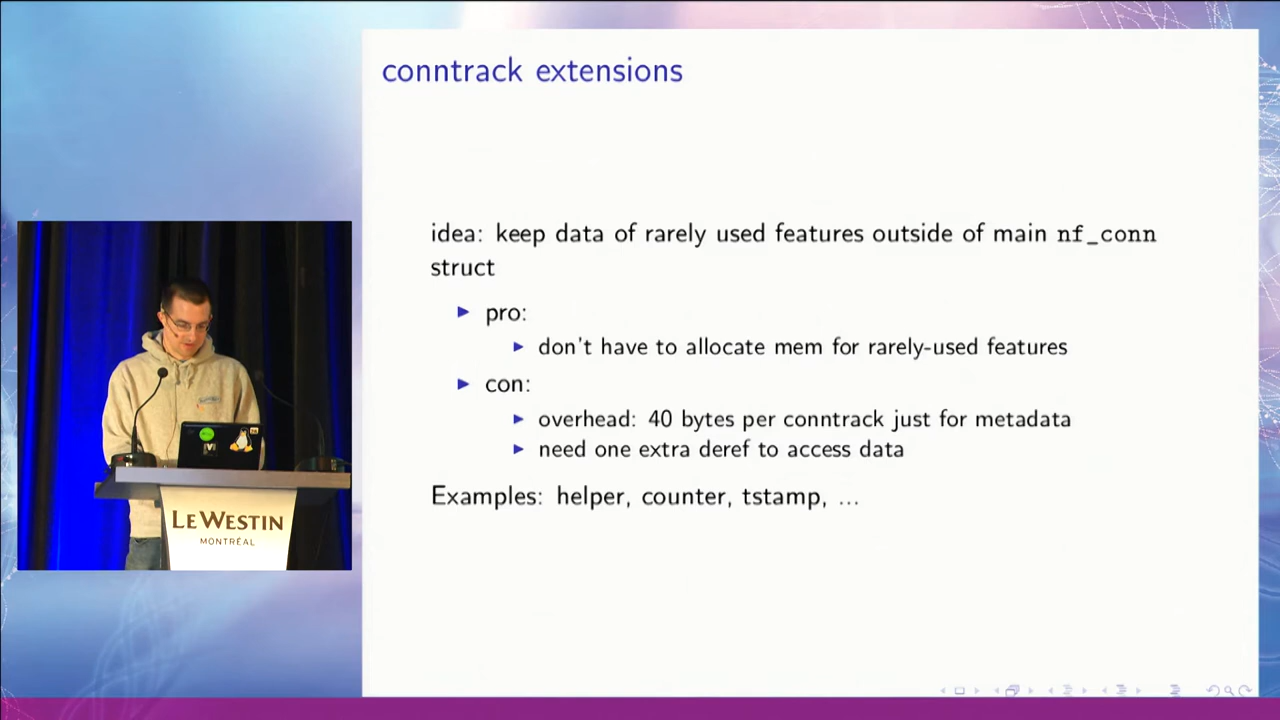 conntrack extensions
idea: keep data of rarely used features outside of main nf_conn
struct
▶ pro:
▶ don't have to allocate mem for rarely-used features
▶ con:
▶ overhead: 40 bytes per conntrack just for metadata
▶ need one extra deref to access data
Examples: helper, counter, tstamp, ...
LE WESTIN
MONTRÉAL